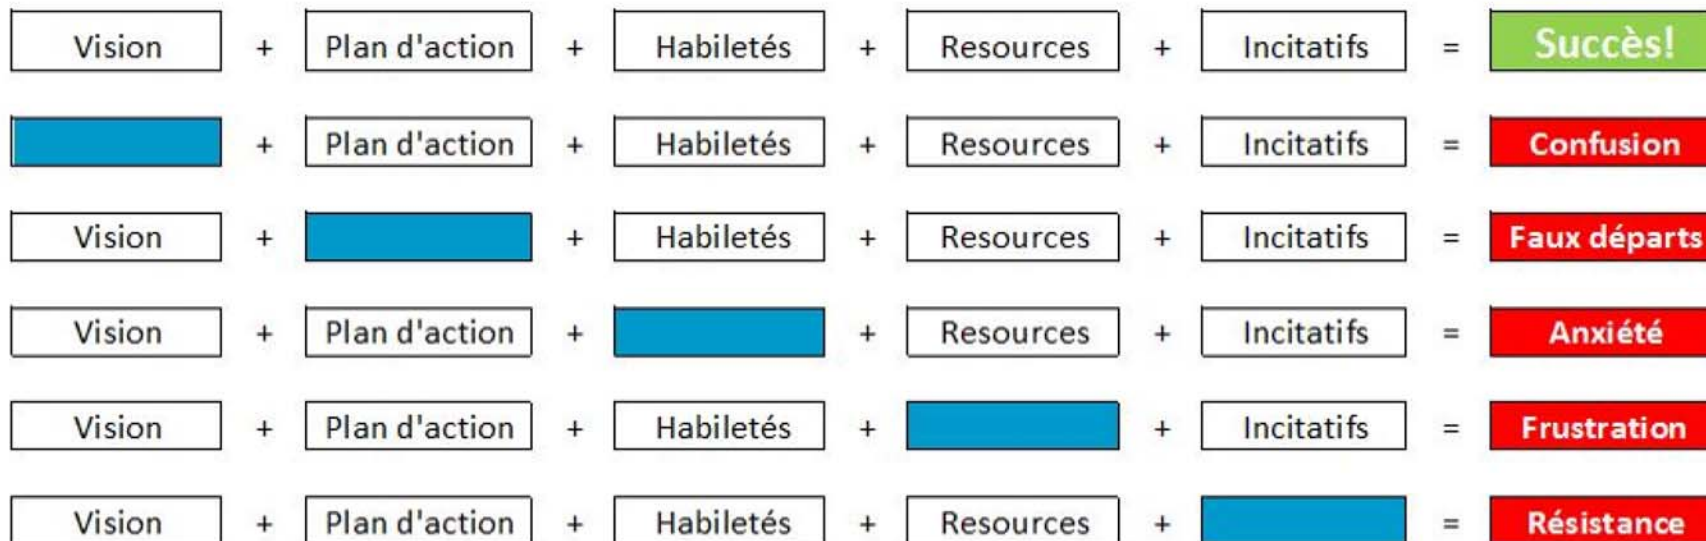 Vision + Plan d'action + Habiletés + Resources + Incitatifs = Succès!
+ Plan d'action + Habiletés + Resources + Incitatifs = Confusion
Vision + + Habiletés + Resources + Incitatifs = Faux départs
Vision + Plan d'action + + Resources + Incitatifs = Anxiété
Vision + Plan d'action + Habiletés + + Incitatifs = Frustration
Vision + Plan d'action + Habiletés + Resources + = Résistance